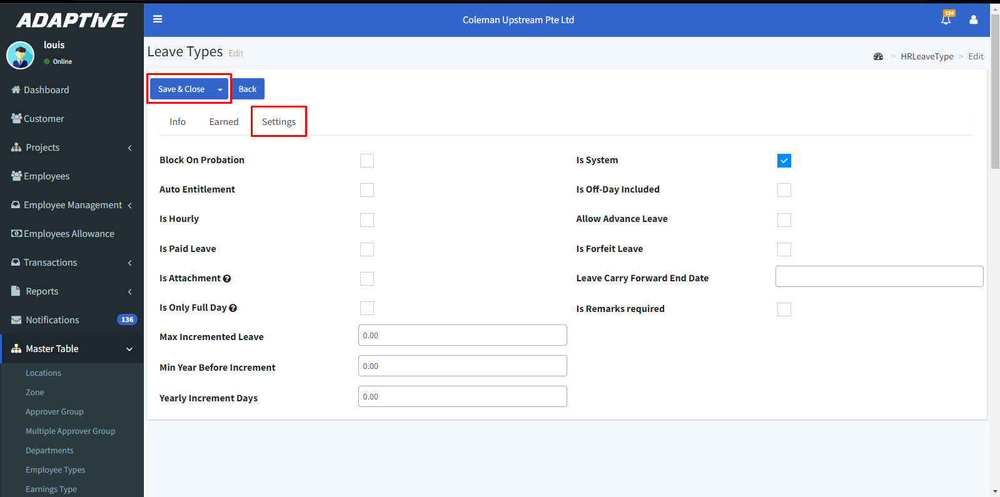 ADAPTIVE
Coleman Upstream Pte Ltd
136
louis
Online
Leave Types Edit
> HRLeaveType > Edit
Save & Close
Back
Info
Earned
Settings
Dashboard
Customer
Projects
Employees
Employee Management
Employees Allowance
Transactions
Reports
Notifications 136
Master Table
Locations
Zone
Approver Group
Multiple Approver Group
Departments
Employee Types
Earnings Type
Block On Probation
Auto Entitlement
Is Hourly
Is Paid Leave
Is Attachment ?
Is Only Full Day ?
Max Incremented Leave 0.00
Min Year Before Increment 0.00
Yearly Increment Days 0.00
Is System
Is Off-Day Included
Allow Advance Leave
Is Forfeit Leave
Leave Carry Forward End Date
Is Remarks required